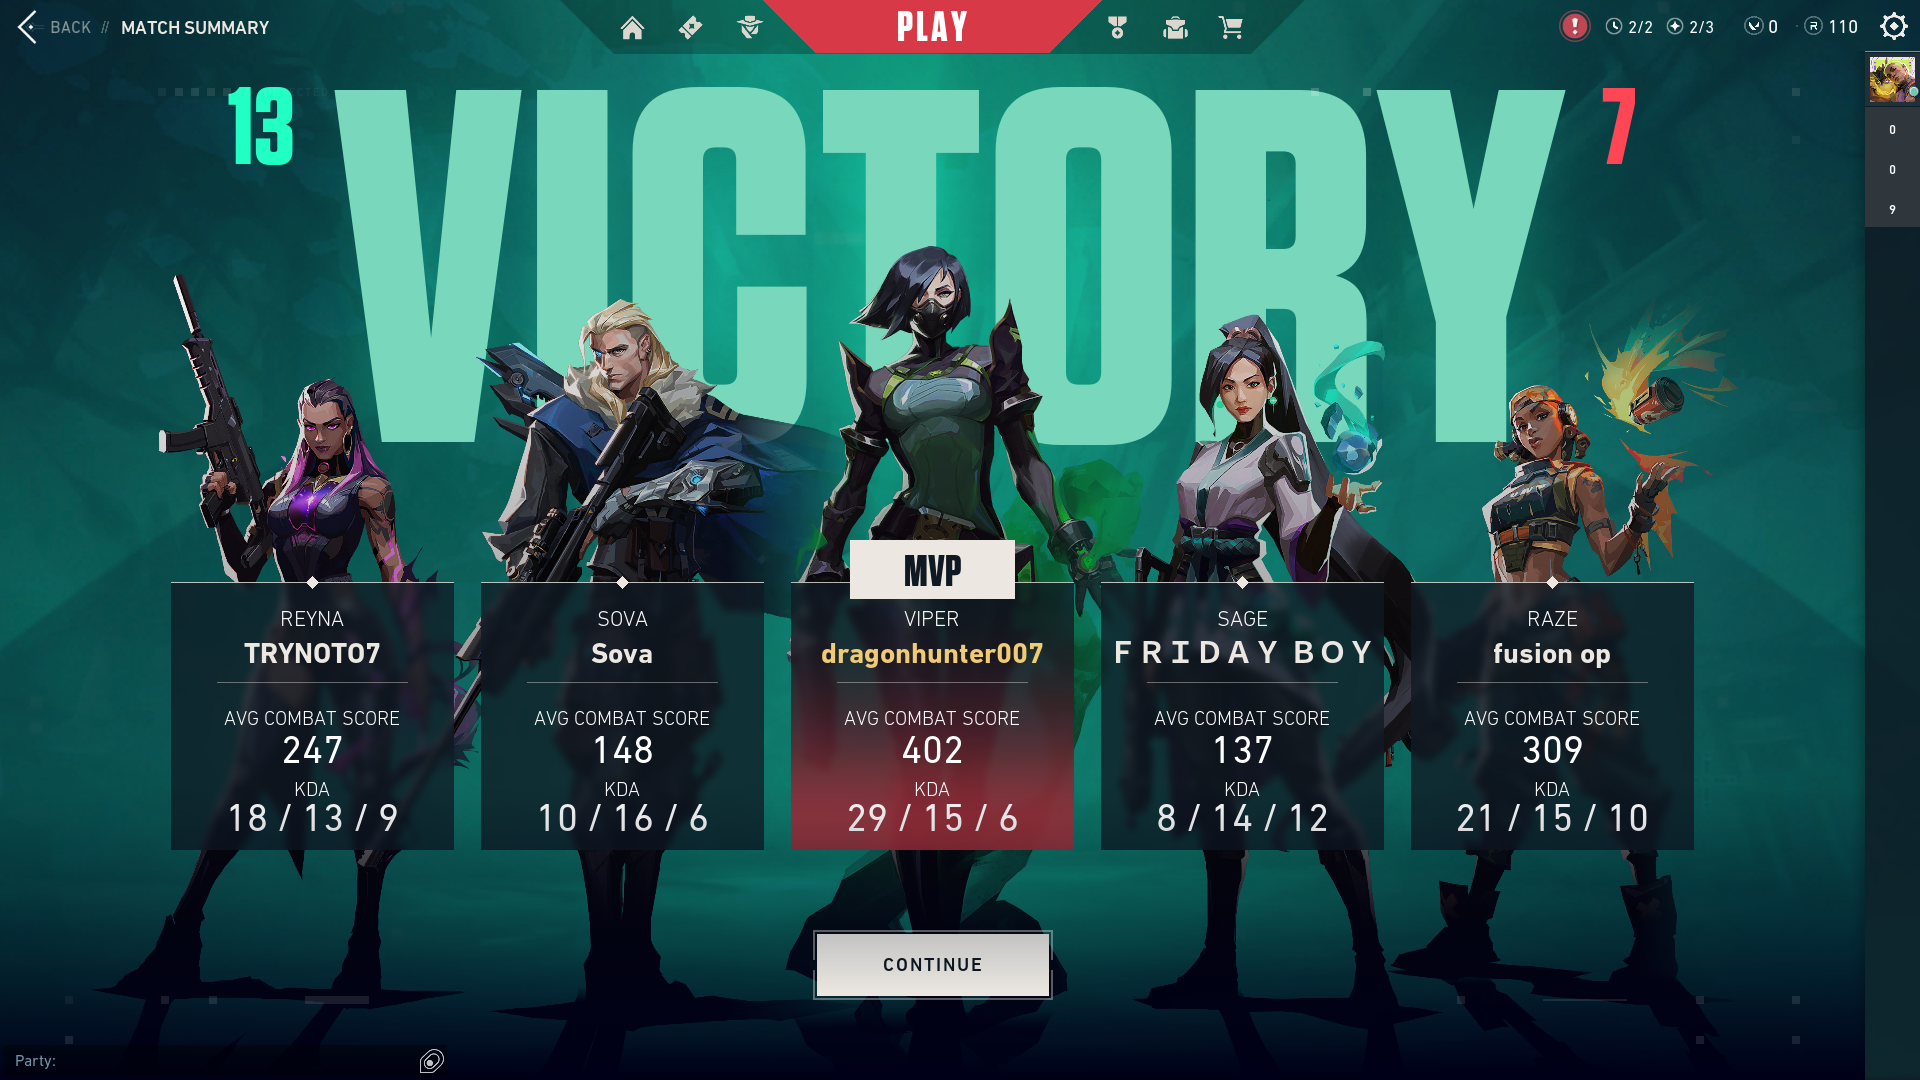 BACK // MATCH SUMMARY
PLAY
2/2 2/3 0 110
13 VICTORY 7
0
0
9
MVP
REYNA
TRYNOTO7
AVG COMBAT SCORE
247
KDA
18 / 13 / 9
SOVA
Sova
AVG COMBAT SCORE
148
KDA
10 / 16 / 6
VIPER
dragonhunter007
AVG COMBAT SCORE
402
KDA
29 / 15 / 6
SAGE
FRIDAY BOY
AVG COMBAT SCORE
137
KDA
8 / 14 / 12
RAZE
fusion op
AVG COMBAT SCORE
309
KDA
21 / 15 / 10
CONTINUE
Party: